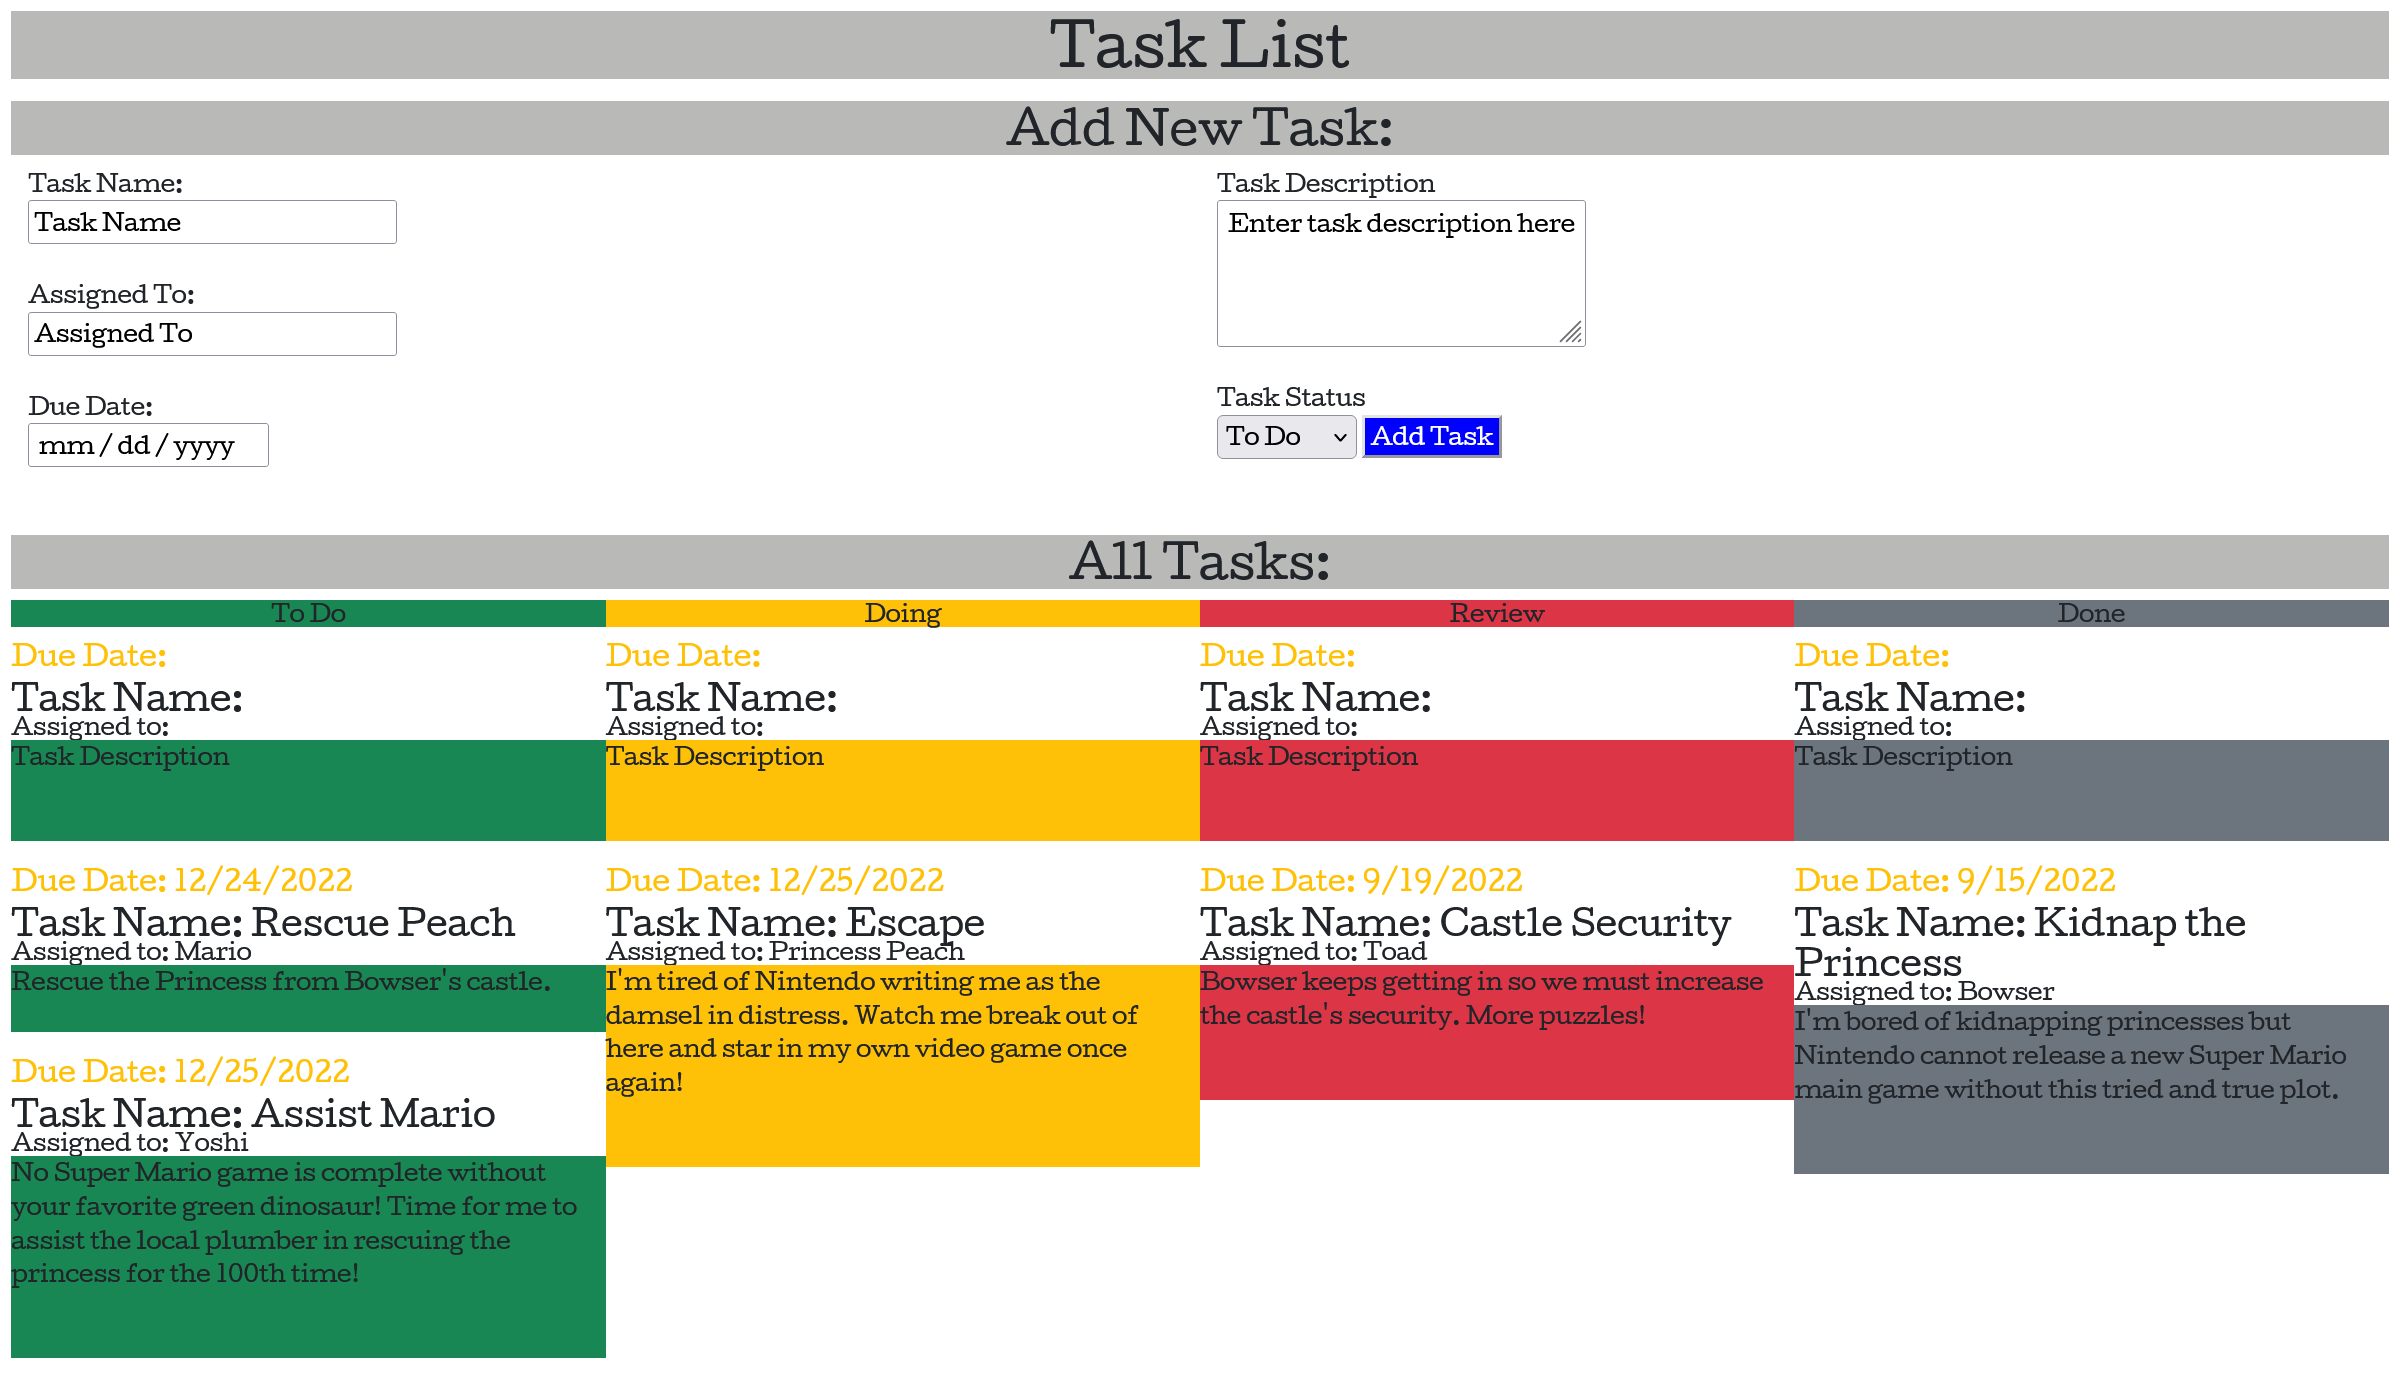 Task List
Add New Task:
Task Name:
Task Name
Assigned To:
Assigned To
Due Date:
mm / dd / yyyy
Task Description
Enter task description here
Task Status
To Do
Add Task
All Tasks:
To Do
Due Date:
Task Name:
Assigned to:
Task Description
Due Date: 12/24/2022
Task Name: Rescue Peach
Assigned to: Mario
Rescue the Princess from Bowser's castle.
Due Date: 12/25/2022
Task Name: Assist Mario
Assigned to: Yoshi
No Super Mario game is complete without
your favorite green dinosaur! Time for me to
assist the local plumber in rescuing the
princess for the 100th time!
Doing
Due Date:
Task Name:
Assigned to:
Task Description
Due Date: 12/25/2022
Task Name: Escape
Assigned to: Princess Peach
I'm tired of Nintendo writing me as the
damsel in distress. Watch me break out of
here and star in my own video game once
again!
Review
Due Date:
Task Name:
Assigned to:
Task Description
Due Date: 9/19/2022
Task Name: Castle Security
Assigned to: Toad
Bowser keeps getting in so we must increase
the castle's security. More puzzles!
Done
Due Date:
Task Name:
Assigned to:
Task Description
Due Date: 9/15/2022
Task Name: Kidnap the
Princess
Assigned to: Bowser
I'm bored of kidnapping princesses but
Nintendo cannot release a new Super Mario
main game without this tried and true plot.